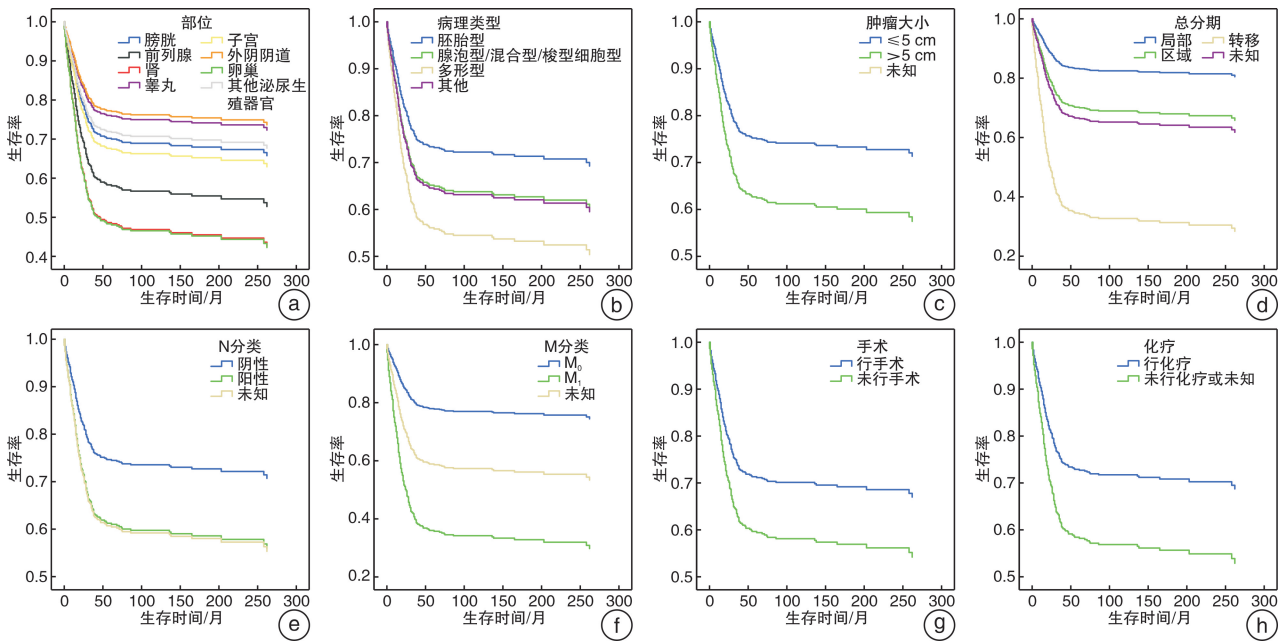 部位
膀胱
子宫
前列腺
外阴阴道
肾
卵巢
睾丸
其他泌尿生
殖器官
1.0
0.9
0.8
0.7
0.6
0.5
0.4
生存率
0 50 100 150 200 250 300
生存时间/月
a
病理类型
胚胎型
腺泡型/混合型/梭型细胞型
多形型
其他
1.0
0.9
0.8
0.7
0.6
0.5
生存率
0 50 100 150 200 250 300
生存时间/月
b
肿瘤大小
≤5 cm
>5 cm
未知
1.0
0.9
0.8
0.7
0.6
0.5
生存率
0 50 100 150 200 250 300
生存时间/月
c
总分期
局部
转移
区域
未知
1.0
0.8
0.6
0.4
0.2
生存率
0 50 100 150 200 250 300
生存时间/月
d
N分类
阴性
阳性
未知
1.0
0.9
0.8
0.7
0.6
0.5
生存率
0 50 100 150 200 250 300
生存时间/月
e
M分类
M₀
M₁
未知
1.0
0.8
0.6
0.4
0.2
生存率
0 50 100 150 200 250 300
生存时间/月
f
手术
行手术
未行手术
1.0
0.9
0.8
0.7
0.6
0.5
生存率
0 50 100 150 200 250 300
生存时间/月
g
化疗
行化疗
未行化疗或未知
1.0
0.9
0.8
0.7
0.6
0.5
生存率
0 50 100 150 200 250 300
生存时间/月
h